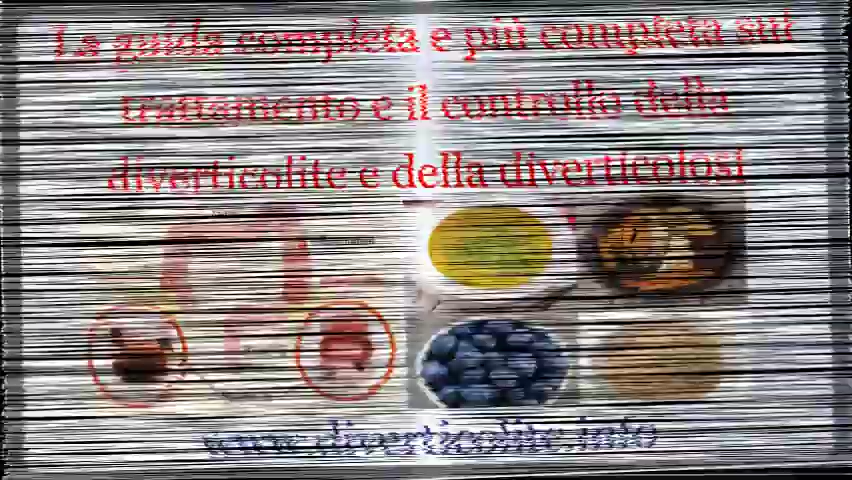 La guida completa e più completa sul
trattamento e il controllo della
diverticolite e della diverticolosi
www.diverticolite.info